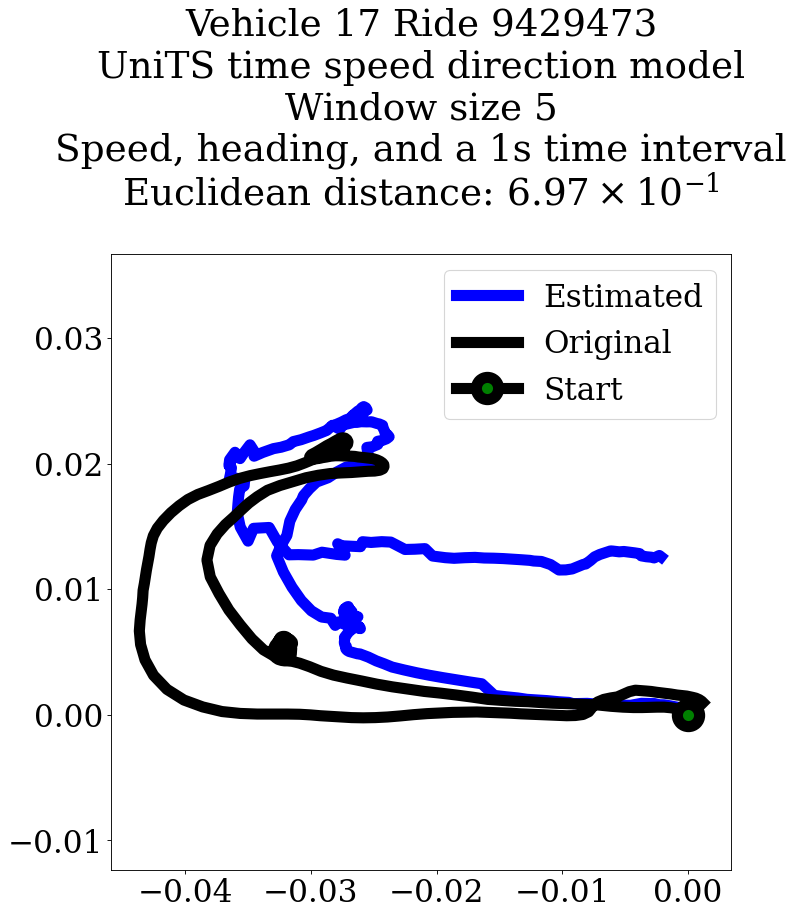 Vehicle 17 Ride 9429473
UniTS time speed direction model
Window size 5
Speed, heading, and a 1s time interval
Euclidean distance: 6.97 × 10⁻¹
Estimated
Original
Start
0.03
0.02
0.01
0.00
−0.01
−0.04 −0.03 −0.02 −0.01 0.00